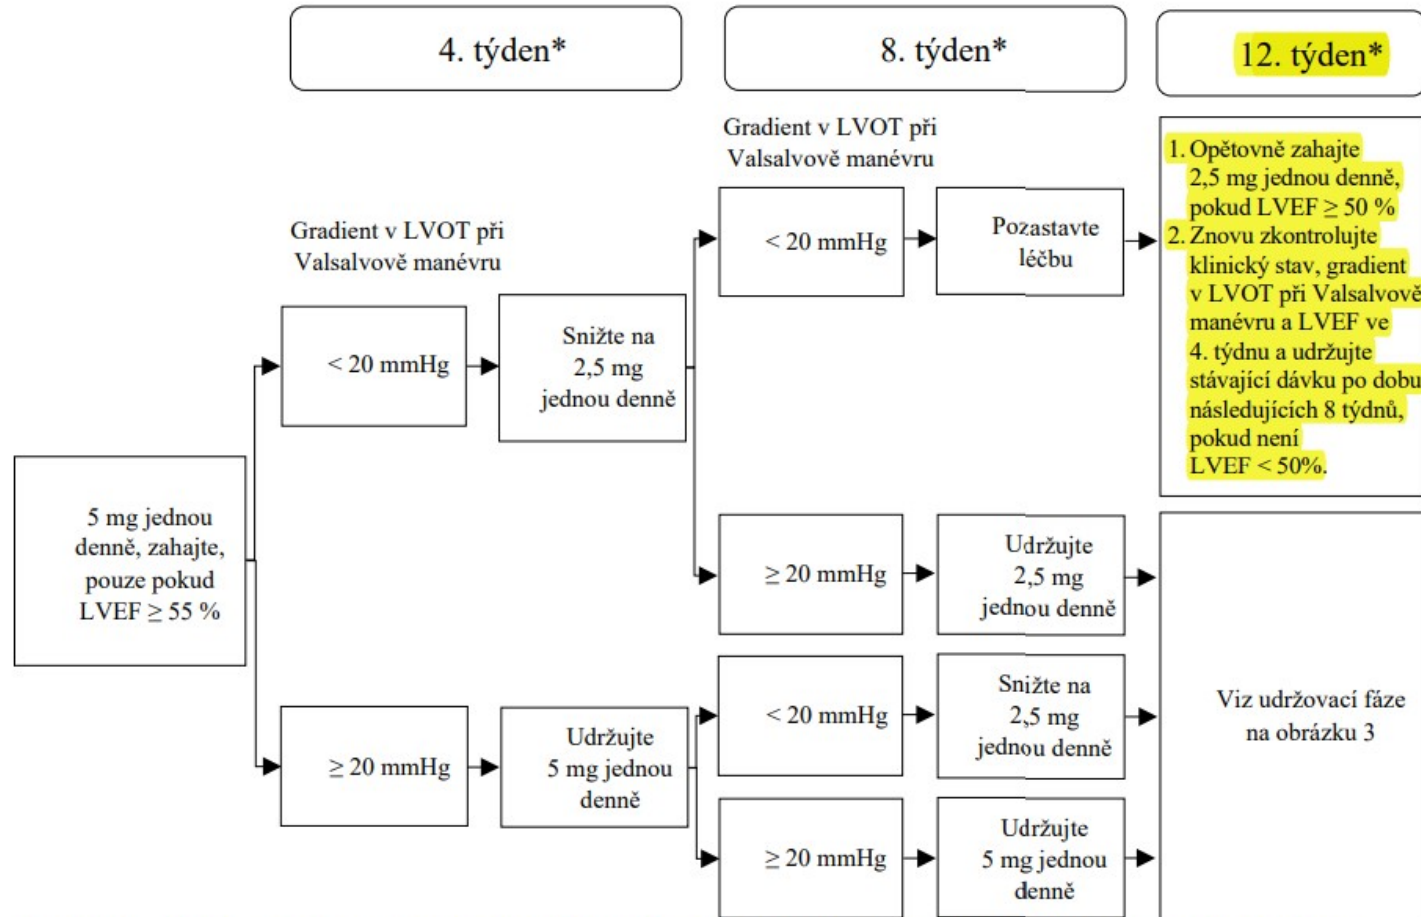 4. týden*
8. týden*
12. týden*
Gradient v LVOT při
Valsalvově manévru
Gradient v LVOT při
Valsalvově manévru
5 mg jednou
denně, zahajte,
pouze pokud
LVEF ≥ 55 %
< 20 mmHg
Snižte na
2,5 mg
jednou denně
< 20 mmHg
Pozastavte
léčbu
1. Opětovně zahajte
2,5 mg jednou denně,
pokud LVEF ≥ 50 %
2. Znovu zkontrolujte
klinický stav, gradient
v LVOT při Valsalvově
manévru a LVEF ve
4. týdnu a udržujte
stávající dávku po dobu
následujících 8 týdnů,
pokud není
LVEF < 50%.
≥ 20 mmHg
Udržujte
2,5 mg
jednou denně
≥ 20 mmHg
Udržujte
5 mg jednou
denně
< 20 mmHg
Snižte na
2,5 mg
jednou denně
≥ 20 mmHg
Udržujte
5 mg jednou
denně
Viz udržovací fáze
na obrázku 3